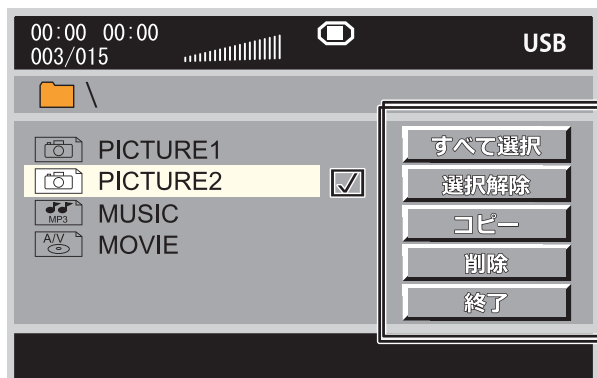 00:00 00:00
003/015
USB
\
PICTURE1
PICTURE2
MP3 MUSIC
A/V MOVIE
すべて選択
選択解除
コピー
削除
終了